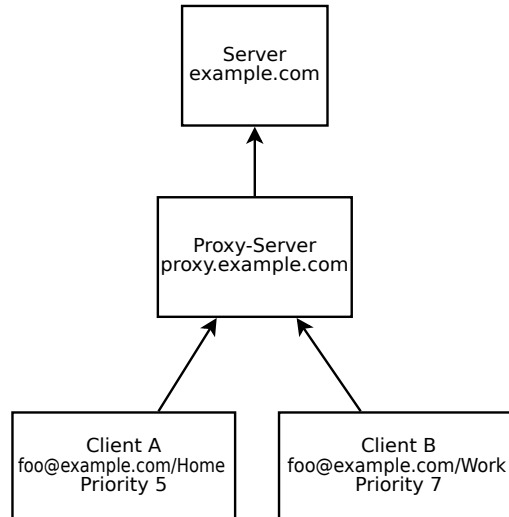 Server
example.com
Proxy-Server
proxy.example.com
Client A
foo@example.com/Home
Priority 5
Client B
foo@example.com/Work
Priority 7